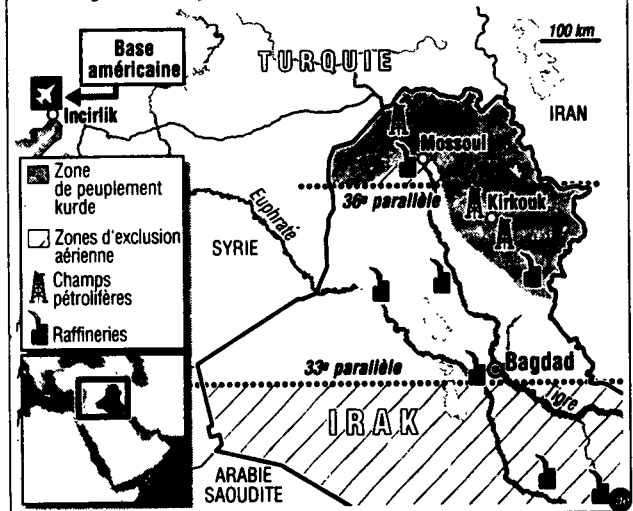 Base
américaine
TURQUIE
100 km
IRAN
Incirlik
Mossoul
Zone
de peuplement
kurde
36e parallèle
Kirkouk
Euphrate
SYRIE
Zones d'exclusion
aérienne
Champs
pétrolifères
Raffineries
33e parallèle
Bagdad
Tigre
IRAK
ARABIE
SAOUDITE